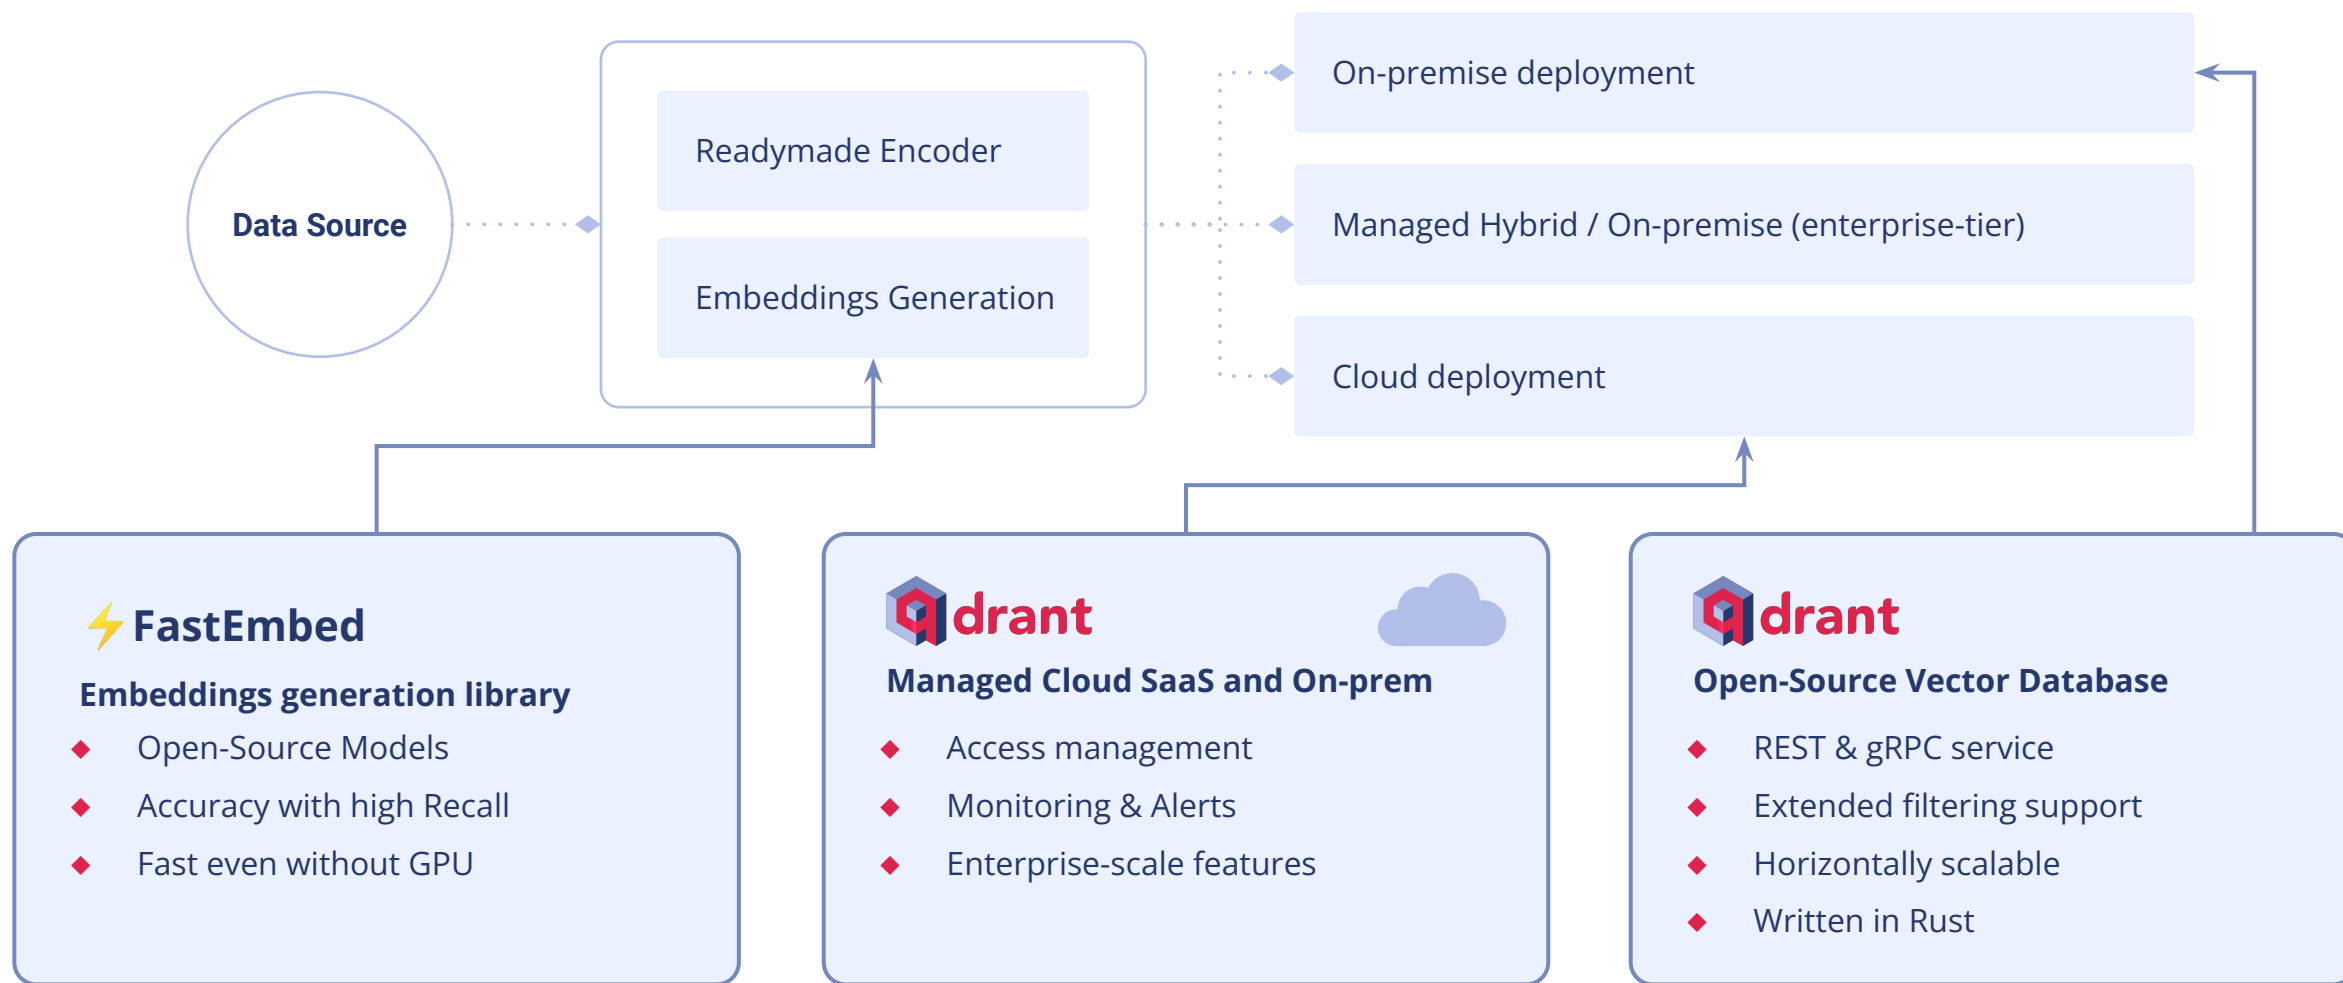 Data Source
Readymade Encoder
Embeddings Generation
On-premise deployment
Managed Hybrid / On-premise (enterprise-tier)
Cloud deployment
⚡FastEmbed
Embeddings generation library
Open-Source Models
Accuracy with high Recall
Fast even without GPU
qdrant
Managed Cloud SaaS and On-prem
Access management
Monitoring & Alerts
Enterprise-scale features
qdrant
Open-Source Vector Database
REST & gRPC service
Extended filtering support
Horizontally scalable
Written in Rust